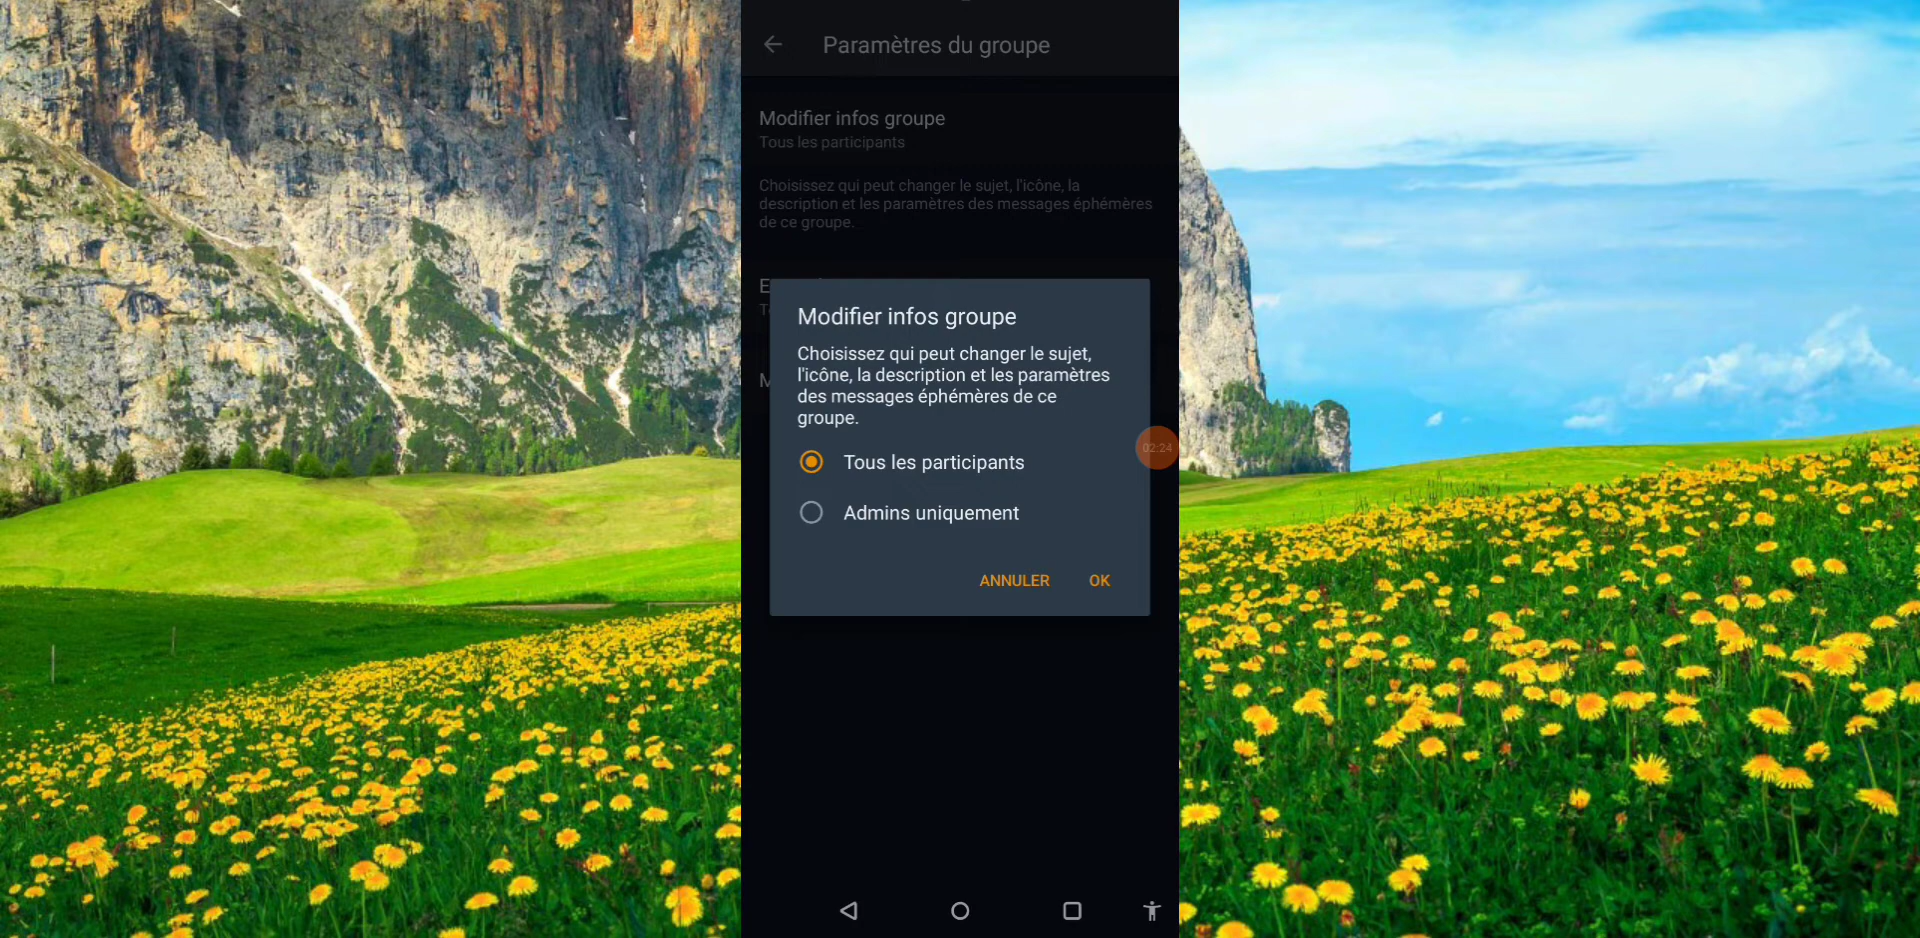 Paramètres du groupe
Modifier infos groupe
Tous les participants
Choisissez qui peut changer le sujet, l'icône, la
description et les paramètres des messages éphémères
de ce groupe.
Modifier infos groupe
Choisissez qui peut changer le sujet,
l'icône, la description et les paramètres
des messages éphémères de ce
groupe.
02:24
Tous les participants
Admins uniquement
ANNULER OK